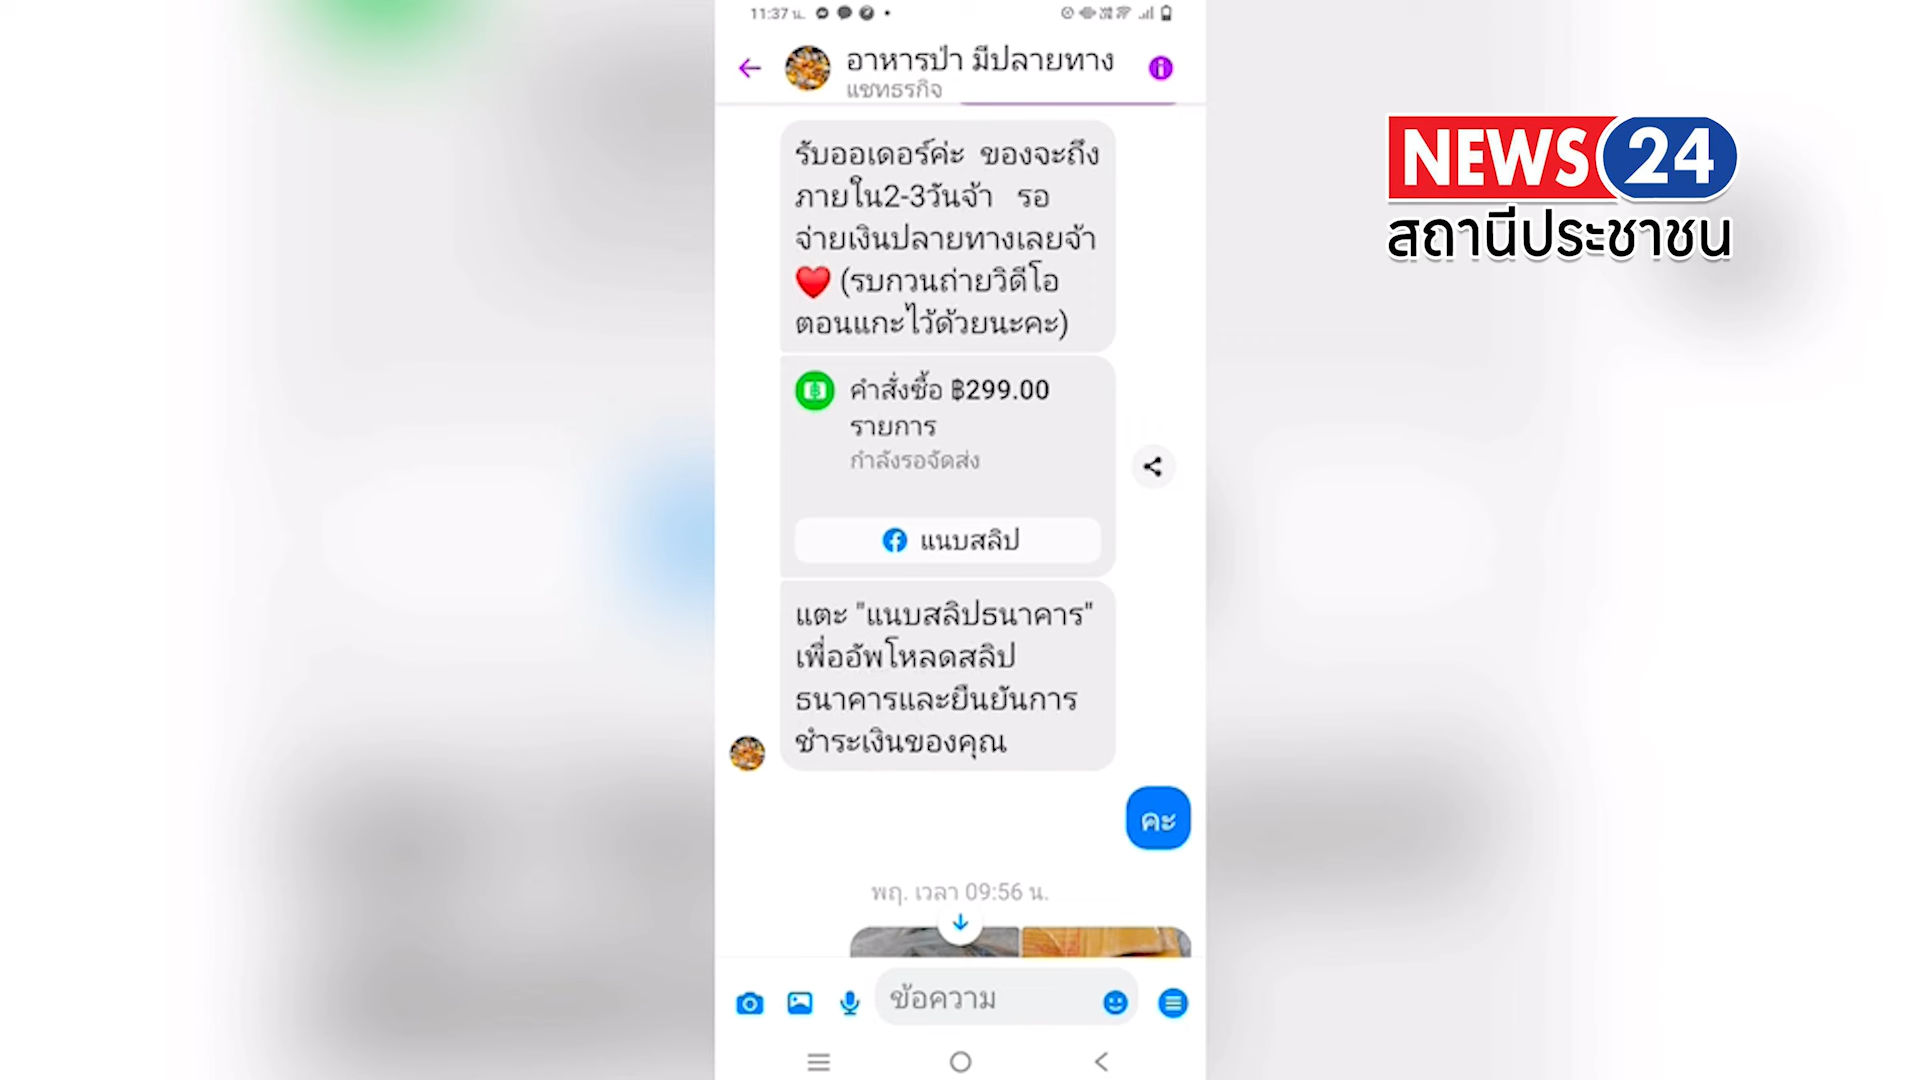 11:37 น.
อาหารป่า มีปลายทาง
แชทธุรกิจ
NEWS 24
สถานีประชาชน
รับออเดอร์ค่ะ ของจะถึง
ภายใน2-3วันจ้า รอ
จ่ายเงินปลายทางเลยจ้า
❤️ (รบกวนถ่ายวิดีโอ
ตอนแกะไว้ด้วยนะคะ)
คำสั่งซื้อ ฿299.00
รายการ
กำลังรอจัดส่ง
แนบสลิป
แตะ "แนบสลิปธนาคาร"
เพื่ออัพโหลดสลิป
ธนาคารและยืนยันการ
ชำระเงินของคุณ
คะ
พฤ. เวลา 09:56 น.
ข้อความ